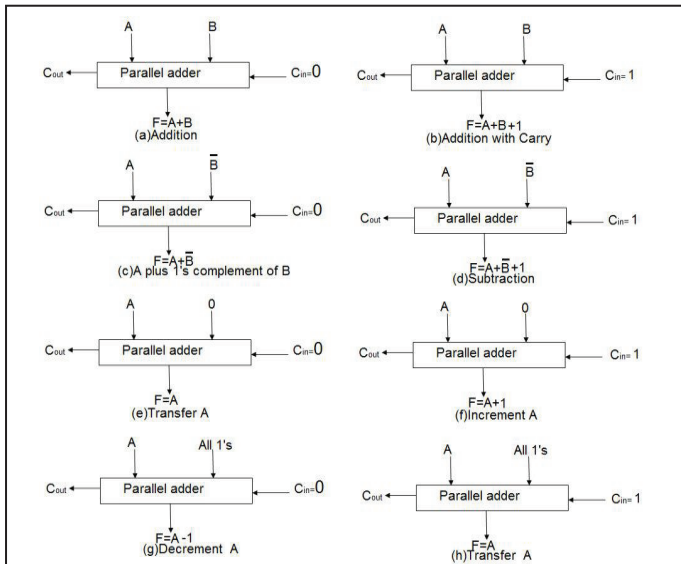 A B
Cout Parallel adder Cin=0
F=A+B
(a)Addition
A B
Cout Parallel adder Cin= 1
F=A+B+1
(b)Addition with Carry
A B̅
Cout Parallel adder Cin=0
F=A+B̅
(c)A plus 1's complement of B
A B̅
Cout Parallel adder Cin= 1
F=A+B̅+1
(d)Subtraction
A 0
Cout Parallel adder Cin=0
F=A
(e)Transfer A
A 0
Cout Parallel adder Cin= 1
F=A+1
(f)Increment A
A All 1's
Cout Parallel adder Cin=0
F=A-1
(g)Decrement A
A All 1's
Cout Parallel adder Cin= 1
F=A
(h)Transfer A